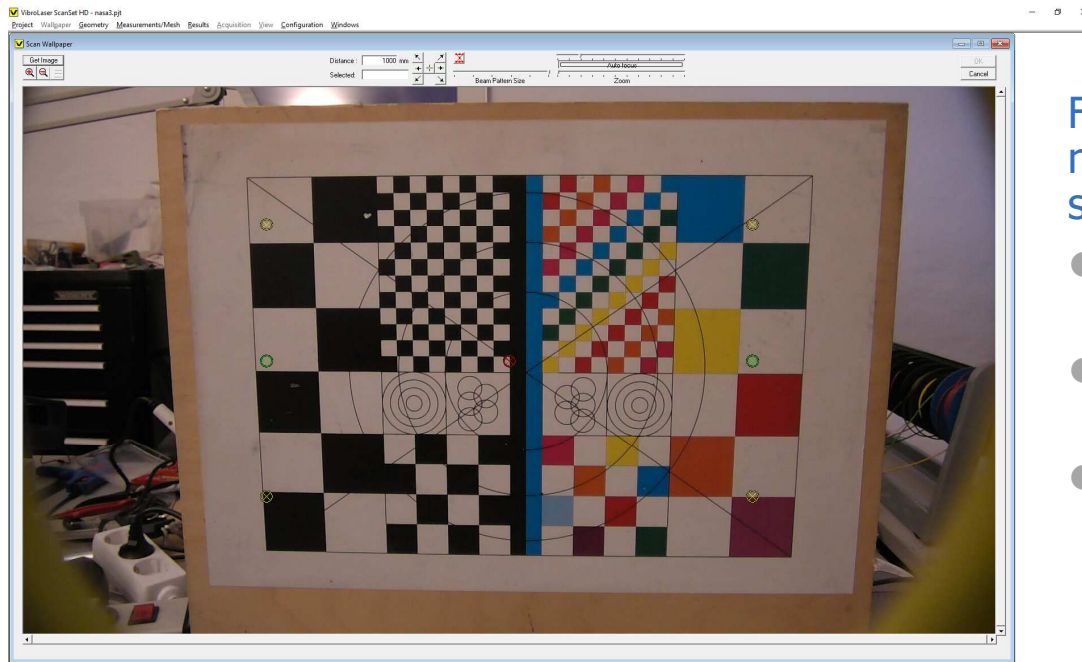 VibroLaser ScanSet HD - nasa3.pjt
Project Wallpaper Geometry Measurements/Mesh Results Acquisition View Configuration Windows
Scan Wallpaper
Get Image
Distance : 1000 mm
Selected:
Beam Pattern Size
Auto focus
Zoom
OK
Cancel